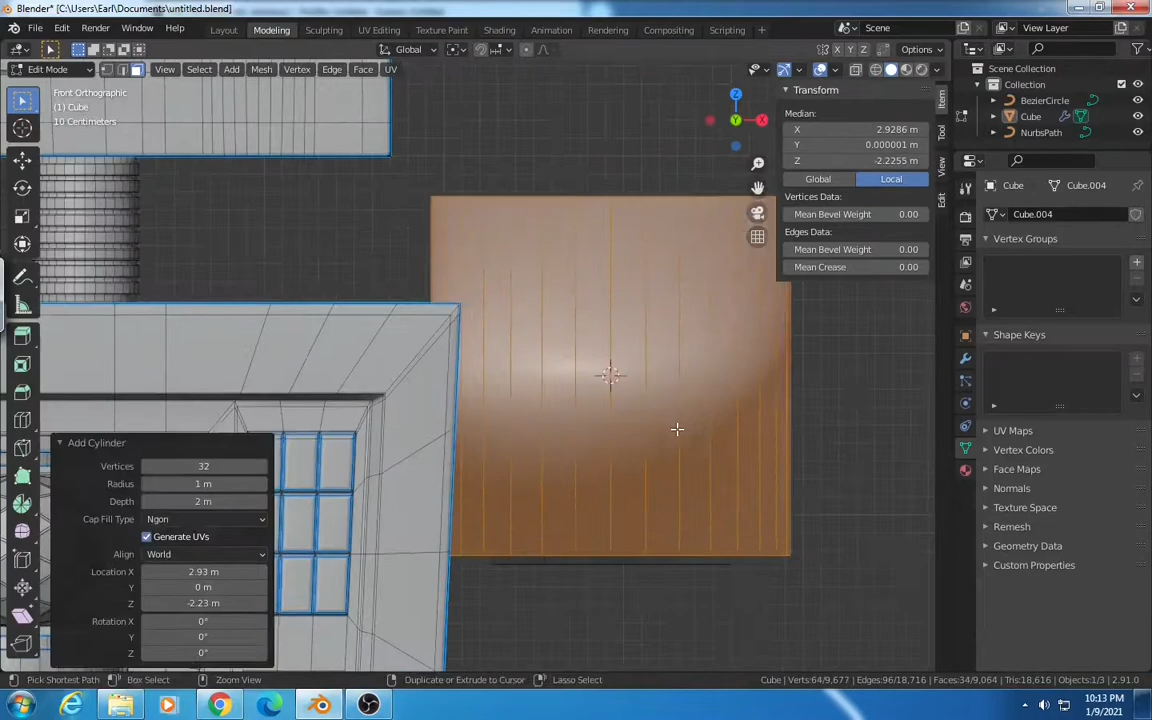 Blender* [C:\Users\Earl\Documents\untitled.blend]
File Edit Render Window Help Layout Modeling Sculpting UV Editing Texture Paint Shading Animation Rendering Compositing Scripting + Scene View Layer
Global X Y Z Options
Edit Mode View Select Add Mesh Vertex Edge Face UV
Front Orthographic
(1) Cube
10 Centimeters
Z
Y
X
Transform
Median:
X 2.9286 m
Y 0.000001 m
Z -2.2255 m
Global Local
Vertices Data:
Mean Bevel Weight 0.00
Edges Data:
Mean Bevel Weight 0.00
Mean Crease 0.00
Item
Tool
View
Edit
Scene Collection
Collection
BezierCircle
Cube
NurbsPath
Cube Cube.004
Cube.004
Vertex Groups
Shape Keys
UV Maps
Vertex Colors
Face Maps
Normals
Texture Space
Remesh
Geometry Data
Custom Properties
Add Cylinder
Vertices 32
Radius 1 m
Depth 2 m
Cap Fill Type Ngon
Generate UVs
Align World
Location X 2.93 m
Y 0 m
Z -2.23 m
Rotation X 0°
Y 0°
Z 0°
Pick Shortest Path Box Select Zoom View Duplicate or Extrude to Cursor Lasso Select Cube | Verts:64/9,677 | Edges:96/18,716 | Faces:34/9,064 | Tris:18,616 | Objects:1/3 | 2.91.0
10:13 PM
1/9/2021